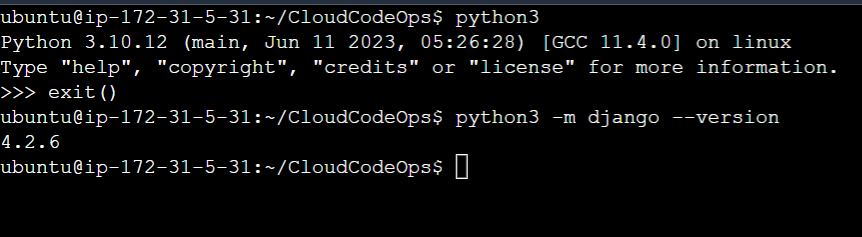 ubuntu@ip-172-31-5-31:~/CloudCodeOps$ python3
Python 3.10.12 (main, Jun 11 2023, 05:26:28) [GCC 11.4.0] on linux
Type "help", "copyright", "credits" or "license" for more information.
>>> exit()
ubuntu@ip-172-31-5-31:~/CloudCodeOps$ python3 -m django --version
4.2.6
ubuntu@ip-172-31-5-31:~/CloudCodeOps$